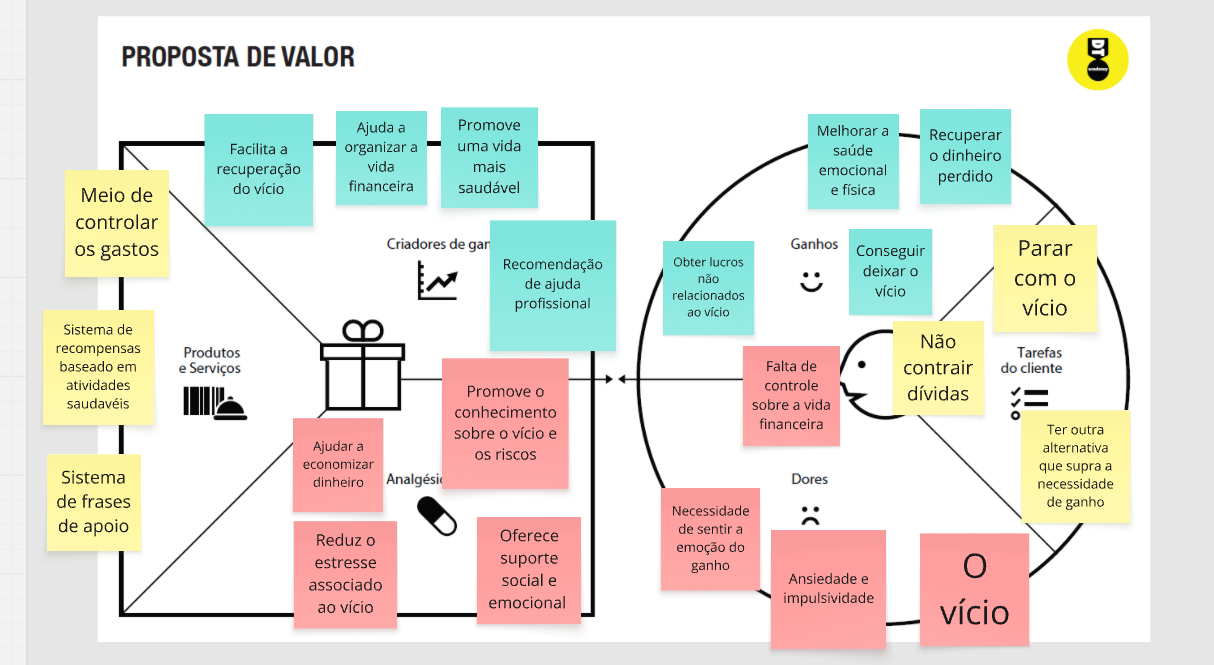 PROPOSTA DE VALOR
DT
academy
Facilita a
recuperação
do vício
Ajuda a
organizar a
vida
financeira
Promove
uma vida
mais
saudável
Recomendação
de ajuda
profissional
Criadores de gan
Meio de
controlar
os gastos
Sistema de
recompensas
baseado em
atividades
saudavéis
Sistema
de frases
de apoio
Produtos
e Serviços
Promove o
conhecimento
sobre o vício e
os riscos
Ajudar a
economizar
dinheiro
Analgési
Reduz o
estresse
associado
ao vício
Oferece
suporte
social e
emocional
Melhorar a
saúde
emocional
e física
Recuperar
o dinheiro
perdido
Obter lucros
não
relacionados
ao vício
Ganhos
Conseguir
deixar o
vício
Parar
com o
vício
Não
contrair
dívidas
Tarefas
do cliente
Ter outra
alternativa
que supra a
necessidade
de ganho
Falta de
controle
sobre a vida
financeira
Dores
Necessidade
de sentir a
emoção do
ganho
Ansiedade e
impulsividade
O
vício